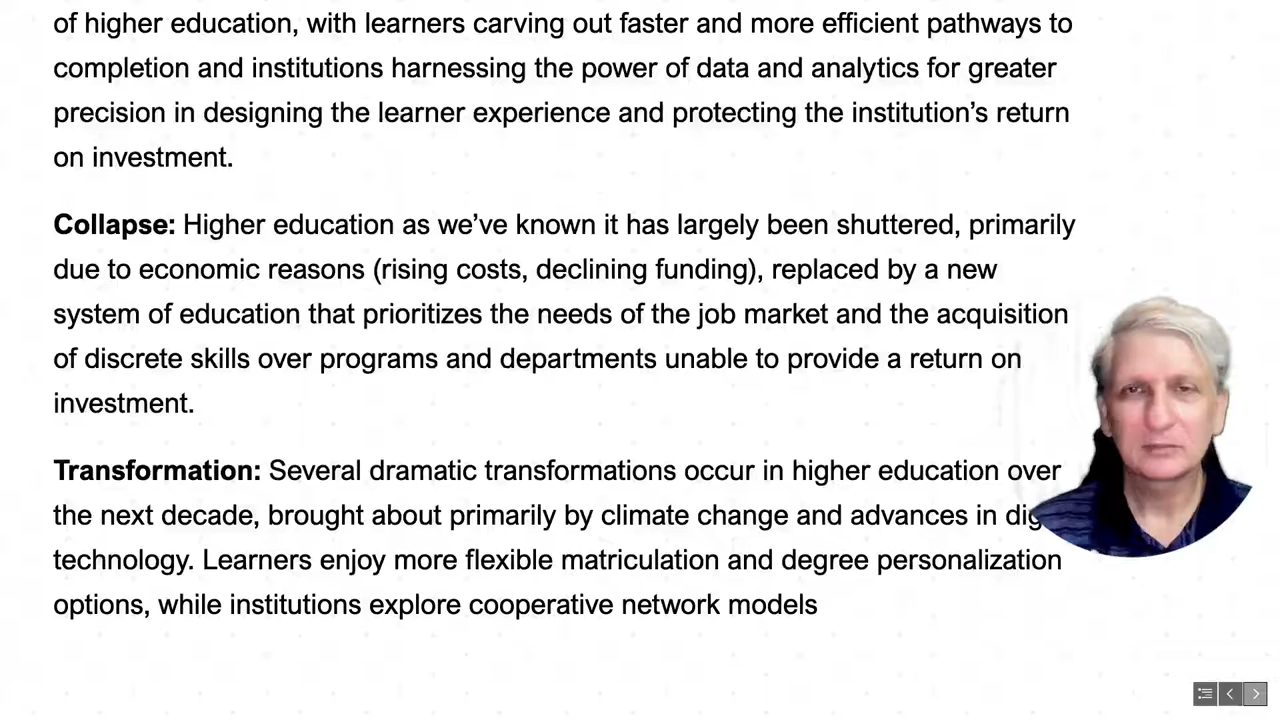 of higher education, with learners carving out faster and more efficient pathways to
completion and institutions harnessing the power of data and analytics for greater
precision in designing the learner experience and protecting the institution’s return
on investment.
Collapse: Higher education as we’ve known it has largely been shuttered, primarily
due to economic reasons (rising costs, declining funding), replaced by a new
system of education that prioritizes the needs of the job market and the acquisition
of discrete skills over programs and departments unable to provide a return on
investment.
Transformation: Several dramatic transformations occur in higher education over
the next decade, brought about primarily by climate change and advances in
technology. Learners enjoy more flexible matriculation and degree personalization
options, while institutions explore cooperative network models